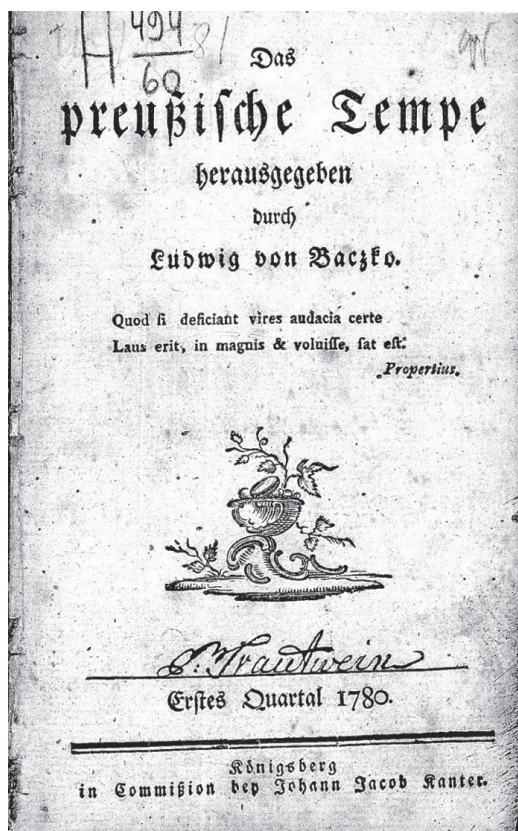 H 494
60
Das
preußiſche Tempe
herausgegeben
durch
Ludwig von Baczko.
Quod ſi deficiant vires audacia certe
Laus erit, in magnis & voluiſſe, ſat eſt.
Propertius.
Trautwein
Erſtes Quartal 1780.
Königsberg
in Commißion bey Johann Jacob Kanter.